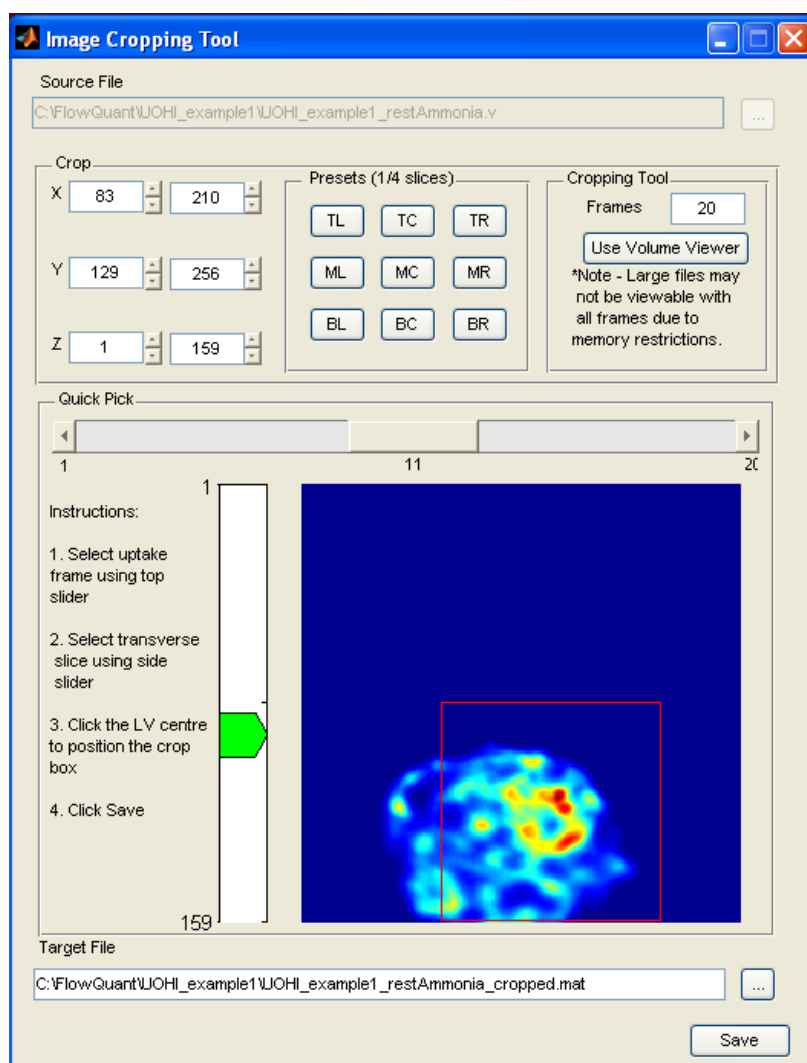 Image Cropping Tool
Source File
C:\FlowQuant\UOHI_example1\UOHI_example1_restAmmonia.v
...
Crop
X 83 210
Y 129 256
Z 1 159
Presets (1/4 slices)
TL TC TR
ML MC MR
BL BC BR
Cropping Tool
Frames 20
Use Volume Viewer
*Note - Large files may
not be viewable with
all frames due to
memory restrictions.
Quick Pick
1 11 20
1
Instructions:
1. Select uptake
frame using top
slider
2. Select transverse
slice using side
slider
3. Click the LV centre
to position the crop
box
4. Click Save
159
Target File
C:\FlowQuant\UOHI_example1\UOHI_example1_restAmmonia_cropped.mat
...
Save